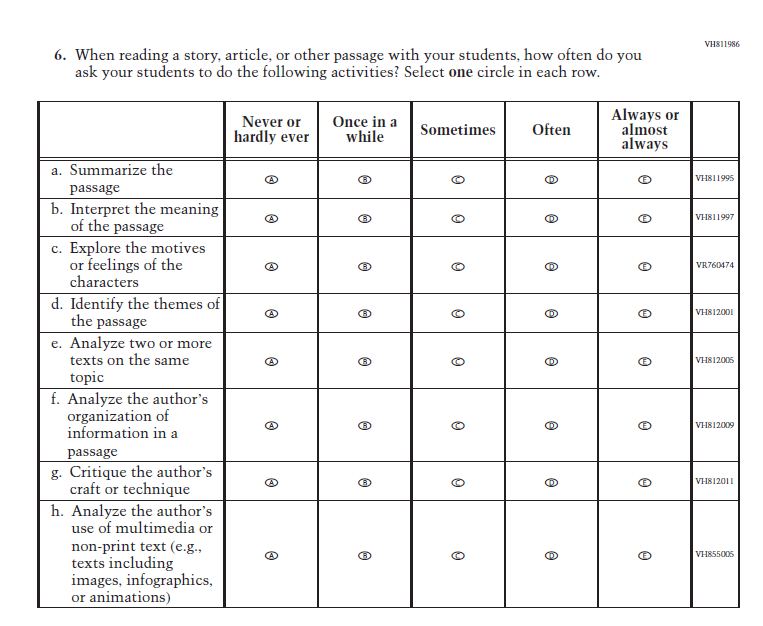 VH811986
6. When reading a story, article, or other passage with your students, how often do you
ask your students to do the following activities? Select one circle in each row.
Never or
hardly ever
Once in a
while
Sometimes
Often
Always or
almost
always
a. Summarize the
passage
A B C D E VH811995
b. Interpret the meaning
of the passage
A B C D E VH811997
c. Explore the motives
or feelings of the
characters
A B C D E VR760474
d. Identify the themes of
the passage
A B C D E VH812001
e. Analyze two or more
texts on the same
topic
A B C D E VH812005
f. Analyze the author's
organization of
information in a
passage
A B C D E VH812009
g. Critique the author's
craft or technique
A B C D E VH812011
h. Analyze the author's
use of multimedia or
non-print text (e.g.,
texts including
images, infographics,
or animations)
A B C D E VH855005